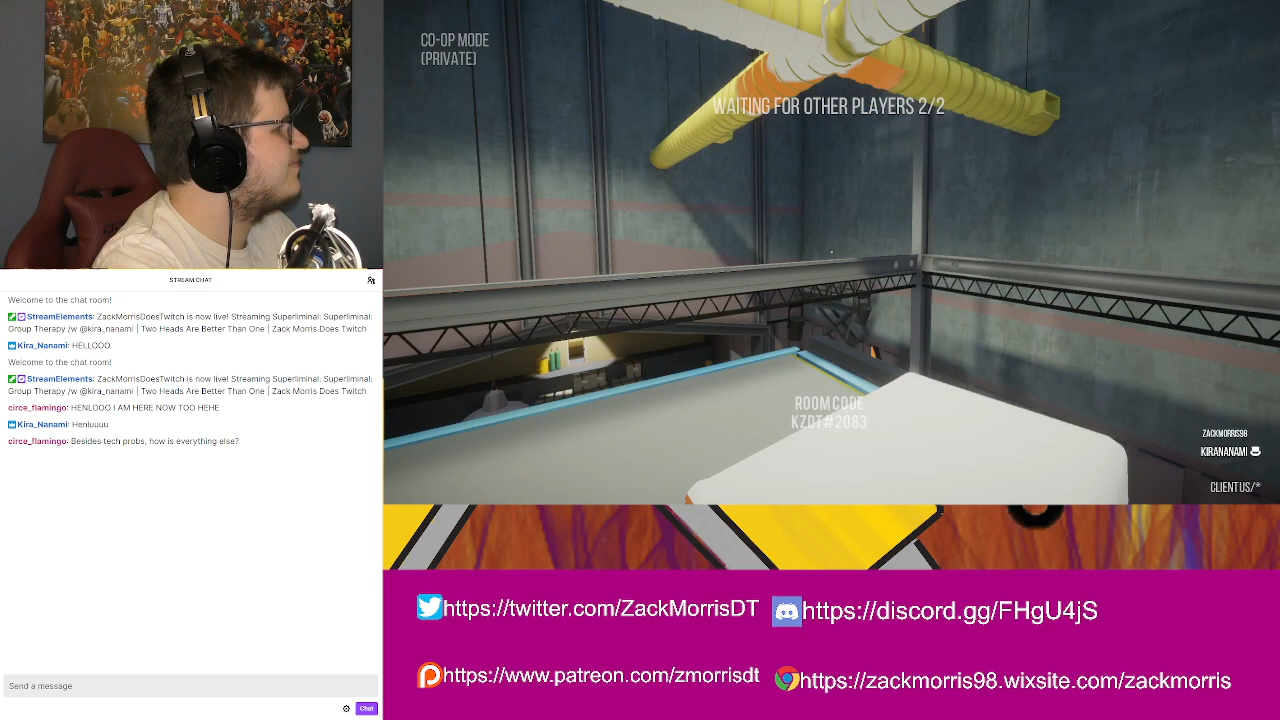 CO-OP MODE
(PRIVATE)
WAITING FOR OTHER PLAYERS 2/2
ROOM CODE
KZDT#2083
ZACKMORRIS98
KIRANANAMI
CLIENT US/*
STREAM CHAT
Welcome to the chat room!
StreamElements: ZackMorrisDoesTwitch is now live! Streaming Superliminal: Superliminal:
Group Therapy /w @kira_nanami | Two Heads Are Better Than One | Zack Morris Does Twitch
Kira_Nanami: HELLOOO
Welcome to the chat room!
StreamElements: ZackMorrisDoesTwitch is now live! Streaming Superliminal: Superliminal:
Group Therapy /w @kira_nanami | Two Heads Are Better Than One | Zack Morris Does Twitch
circe_flamingo: HENLOOO I AM HERE NOW TOO HEHE
Kira_Nanami: Henluuuu
circe_flamingo: Besides tech probs, how is everything else?
Send a message
Chat
https://twitter.com/ZackMorrisDT
https://discord.gg/FHgU4jS
https://www.patreon.com/zmorrisdt
https://zackmorris98.wixsite.com/zackmorris